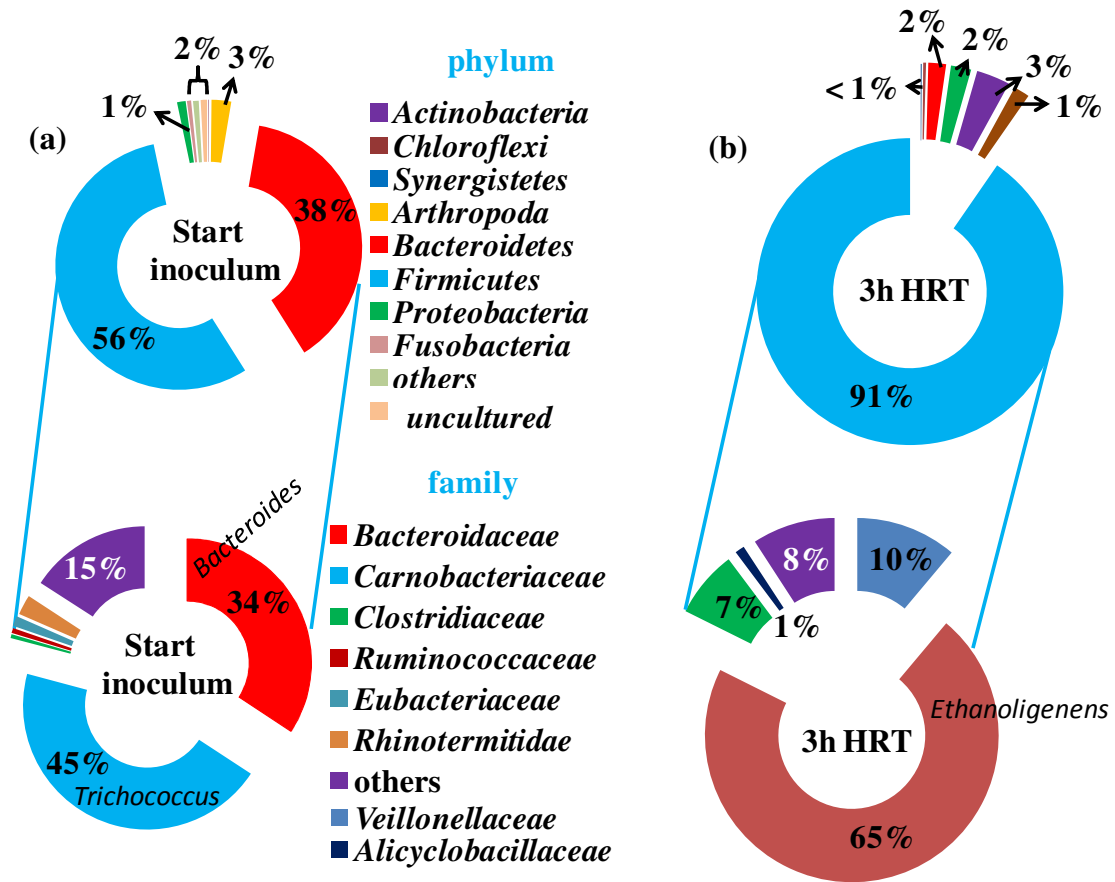 (a)
1%
2%
3%
38%
56%
Start
inoculum
phylum
Actinobacteria
Chloroflexi
Synergistetes
Arthropoda
Bacteroidetes
Firmicutes
Proteobacteria
Fusobacteria
others
uncultured
(b)
< 1%
2%
2%
3%
1%
3h HRT
91%
15%
Bacteroides
34%
Start
inoculum
45%
Trichococcus
family
Bacteroidaceae
Carnobacteriaceae
Clostridiaceae
Ruminococcaceae
Eubacteriaceae
Rhinotermitidae
others
Veillonellaceae
Alicyclobacillaceae
7%
1%
8%
10%
Ethanoligenens
3h HRT
65%